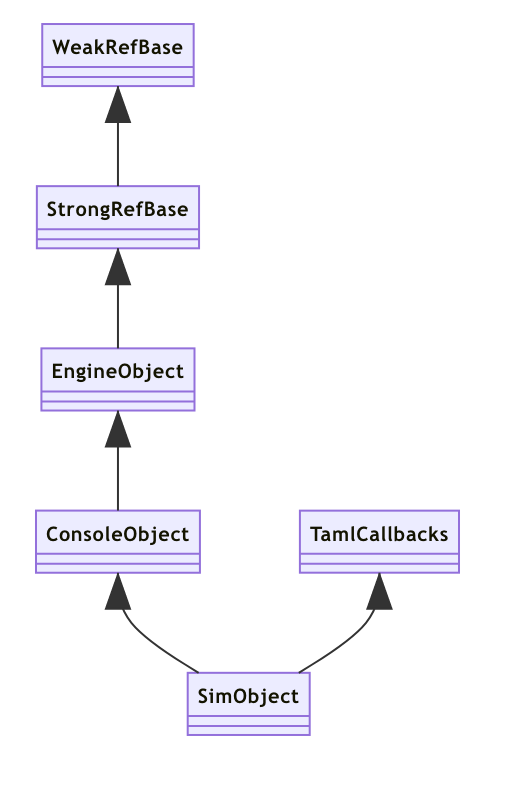 WeakRefBase
StrongRefBase
EngineObject
ConsoleObject
TamlCallbacks
SimObject